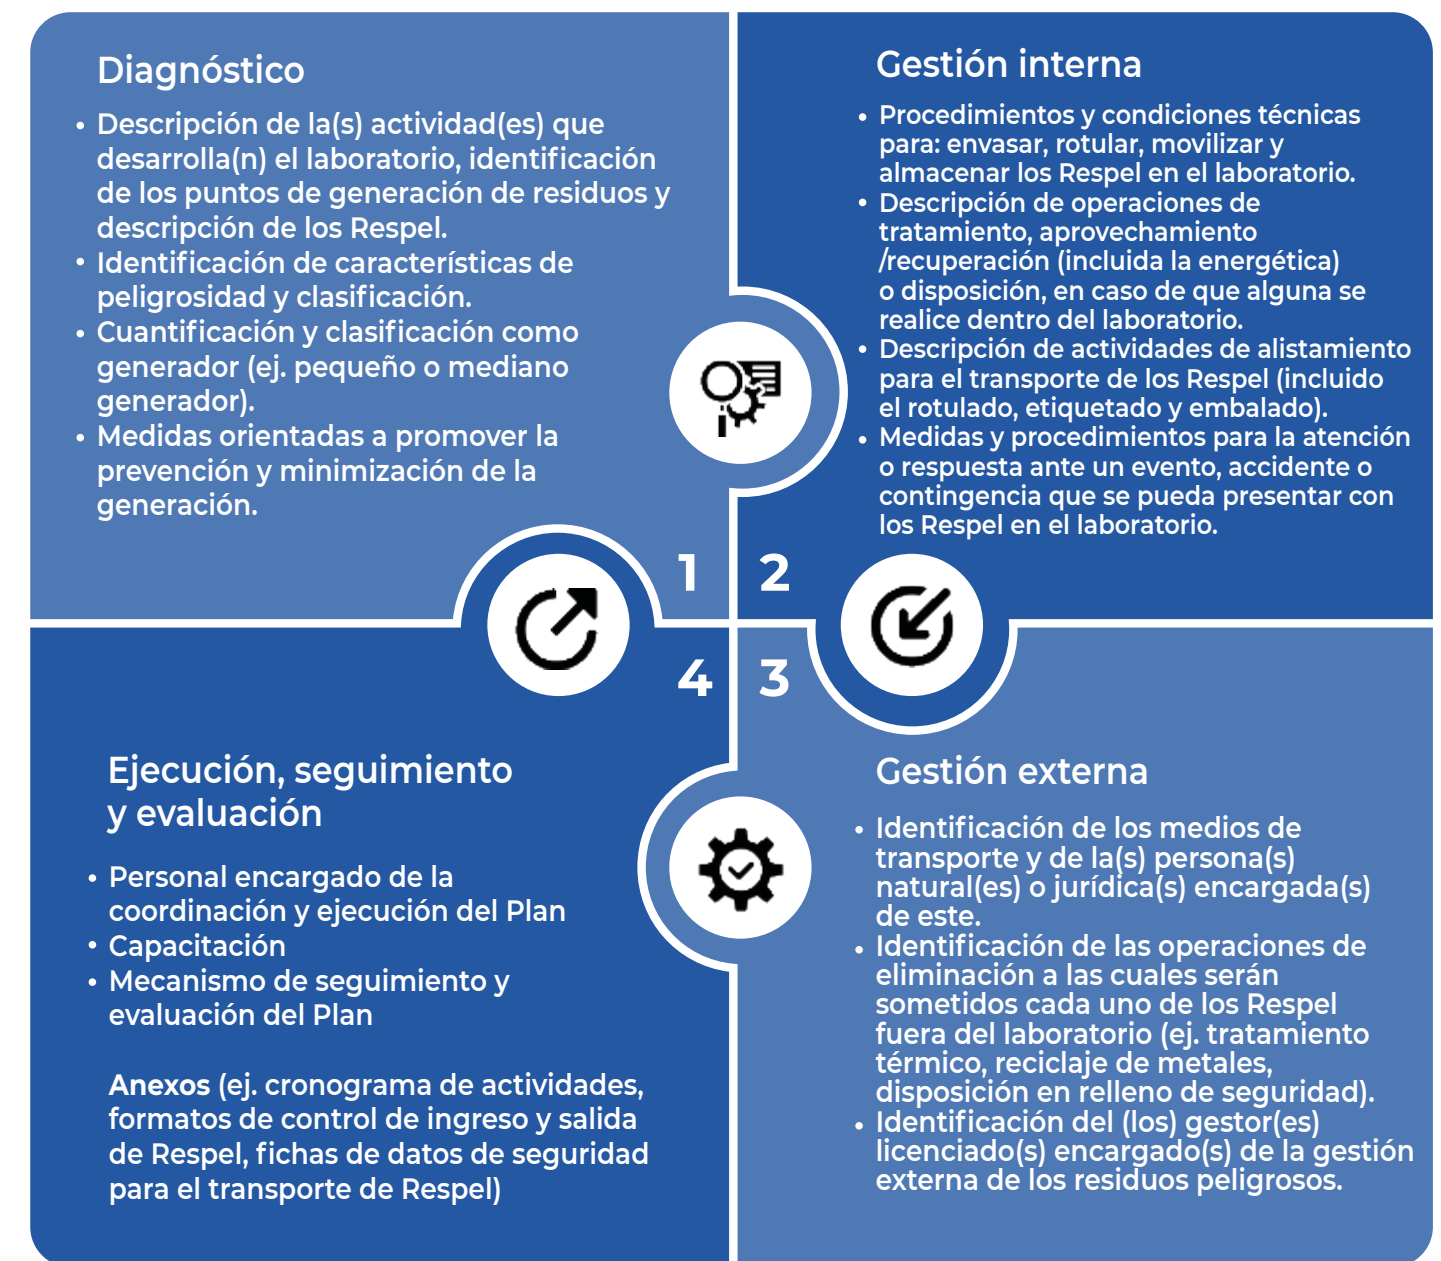 Diagnóstico
• Descripción de la(s) actividad(es) que
desarrolla(n) el laboratorio, identificación
de los puntos de generación de residuos y
descripción de los Respel.
• Identificación de características de
peligrosidad y clasificación.
• Cuantificación y clasificación como
generador (ej. pequeño o mediano
generador).
• Medidas orientadas a promover la
prevención y minimización de la
generación.
1
Gestión interna
• Procedimientos y condiciones técnicas
para: envasar, rotular, movilizar y
almacenar los Respel en el laboratorio.
• Descripción de operaciones de
tratamiento, aprovechamiento
/recuperación (incluida la energética)
o disposición, en caso de que alguna se
realice dentro del laboratorio.
• Descripción de actividades de alistamiento
para el transporte de los Respel (incluido
el rotulado, etiquetado y embalado).
• Medidas y procedimientos para la atención
o respuesta ante un evento, accidente o
contingencia que se pueda presentar con
los Respel en el laboratorio.
2
3
Gestión externa
• Identificación de los medios de
transporte y de la(s) persona(s)
natural(es) o jurídica(s) encargada(s)
de este.
• Identificación de las operaciones de
eliminación a las cuales serán
sometidos cada uno de los Respel
fuera del laboratorio (ej. tratamiento
térmico, reciclaje de metales,
disposición en relleno de seguridad).
• Identificación del (los) gestor(es)
licenciado(s) encargado(s) de la gestión
externa de los residuos peligrosos.
4
Ejecución, seguimiento
y evaluación
• Personal encargado de la
coordinación y ejecución del Plan
• Capacitación
• Mecanismo de seguimiento y
evaluación del Plan
Anexos (ej. cronograma de actividades,
formatos de control de ingreso y salida
de Respel, fichas de datos de seguridad
para el transporte de Respel)